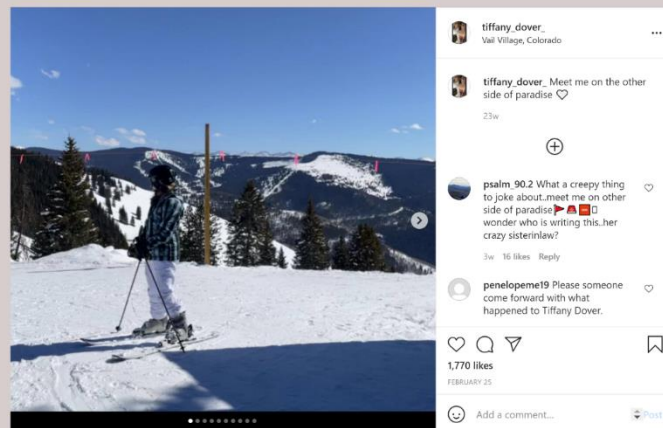 tiffany_dover_
Vail Village, Colorado
tiffany_dover_ Meet me on the other
side of paradise ♡
23w
psalm_90.2 What a creepy thing
to joke about..meet me on other
side of paradise🚩🚨⛔▯
wonder who is writing this..her
crazy sisterinlaw?
3w 16 likes Reply
penelopeme19 Please someone
come forward with what
happened to Tiffany Dover.
1,770 likes
FEBRUARY 25
Add a comment...
Post